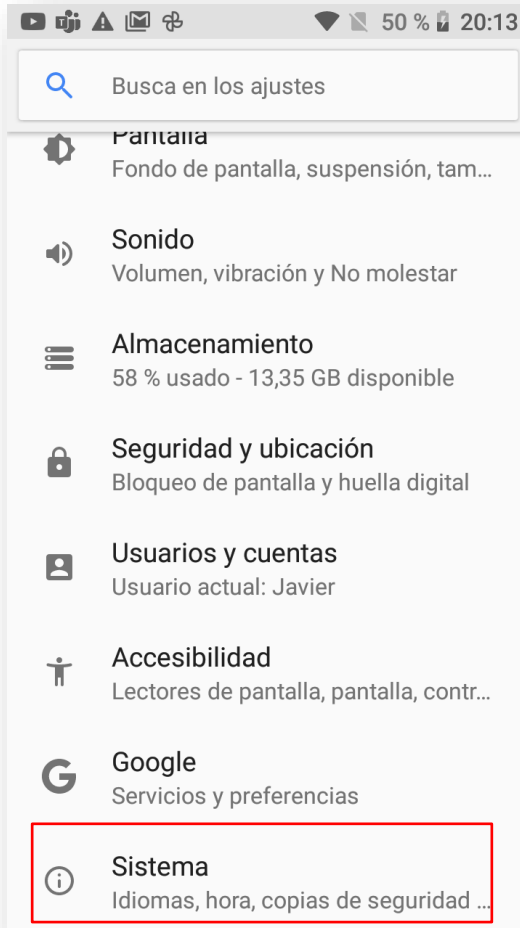 50 % 20:13
Busca en los ajustes
Pantalla
Fondo de pantalla, suspensión, tam...
Sonido
Volumen, vibración y No molestar
Almacenamiento
58 % usado - 13,35 GB disponible
Seguridad y ubicación
Bloqueo de pantalla y huella digital
Usuarios y cuentas
Usuario actual: Javier
Accesibilidad
Lectores de pantalla, pantalla, contr...
Google
Servicios y preferencias
Sistema
Idiomas, hora, copias de seguridad ...